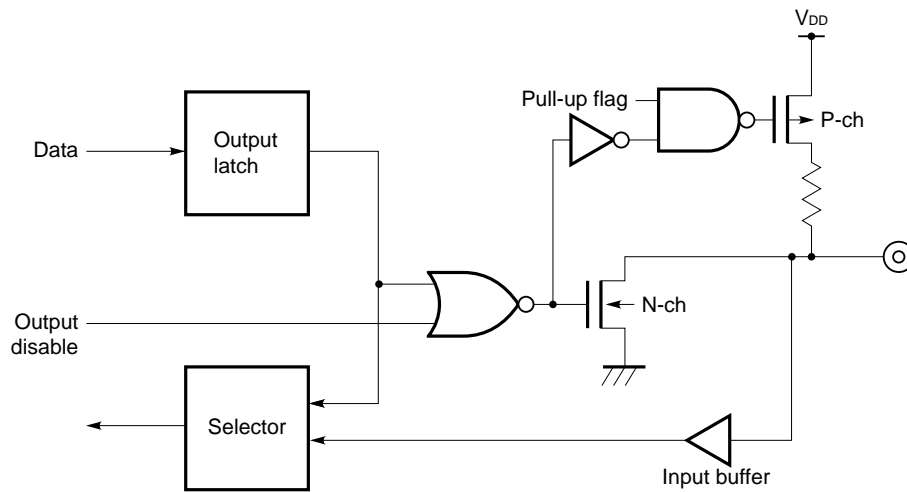 VDD
Pull-up flag
P-ch
Data
Output
latch
N-ch
Output
disable
Selector
Input buffer